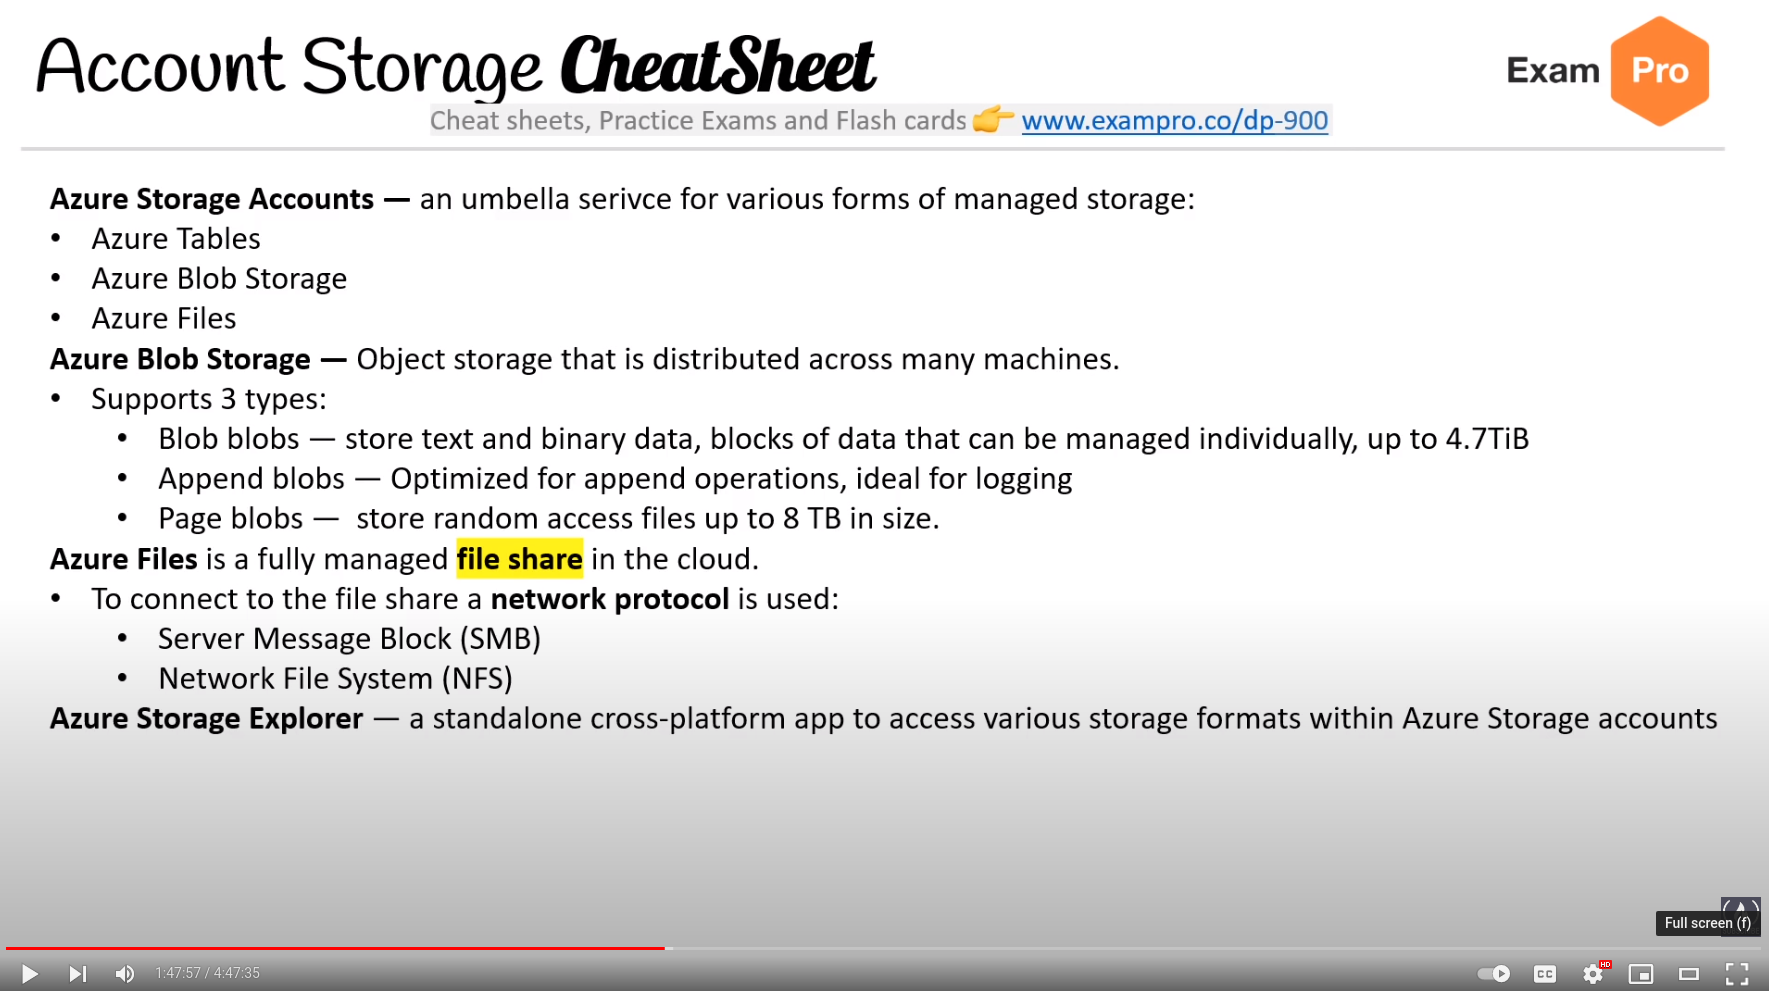 Account Storage CheatSheet
Exam Pro
Cheat sheets, Practice Exams and Flash cards 👉 www.exampro.co/dp-900
Azure Storage Accounts — an umbella serivce for various forms of managed storage:
• Azure Tables
• Azure Blob Storage
• Azure Files
Azure Blob Storage — Object storage that is distributed across many machines.
• Supports 3 types:
• Blob blobs — store text and binary data, blocks of data that can be managed individually, up to 4.7TiB
• Append blobs — Optimized for append operations, ideal for logging
• Page blobs — store random access files up to 8 TB in size.
Azure Files is a fully managed file share in the cloud.
• To connect to the file share a network protocol is used:
• Server Message Block (SMB)
• Network File System (NFS)
Azure Storage Explorer — a standalone cross-platform app to access various storage formats within Azure Storage accounts
Full screen (f)
1:47:57 / 4:47:35
CC
HD